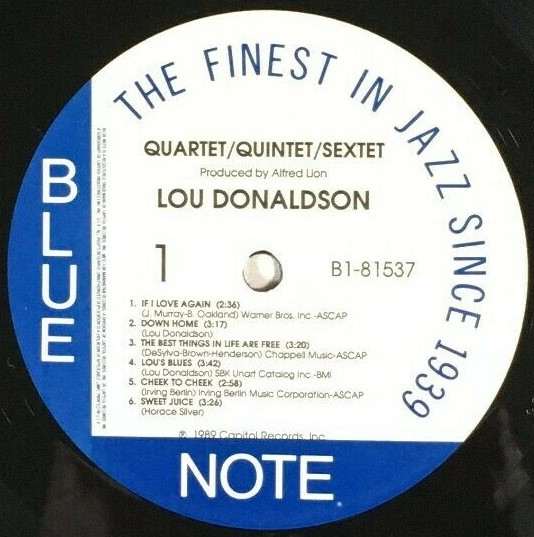 THE FINEST IN JAZZ SINCE 1939
BLUE
QUARTET/QUINTET/SEXTET
Produced by Alfred Lion
LOU DONALDSON
1
B1-81537
1. IF I LOVE AGAIN (2:36)
(J. Murray-B. Oakland) Warner Bros. Inc -ASCAP
2. DOWN HOME (3:17)
(Lou Donaldson)
3. THE BEST THINGS IN LIFE ARE FREE (3:20)
(DeSylva-Brown-Henderson) Chappell Music-ASCAP
4. LOU'S BLUES (3:42)
(Lou Donaldson) SBK Unart Catalog Inc -BMI
5. CHEEK TO CHEEK (2:58)
(Irving Berlin) Irving Berlin Music Corporation-ASCAP
6. SWEET JUICE (3:26)
(Horace Silver)
℗ 1989 Capitol Records, Inc.
NOTE